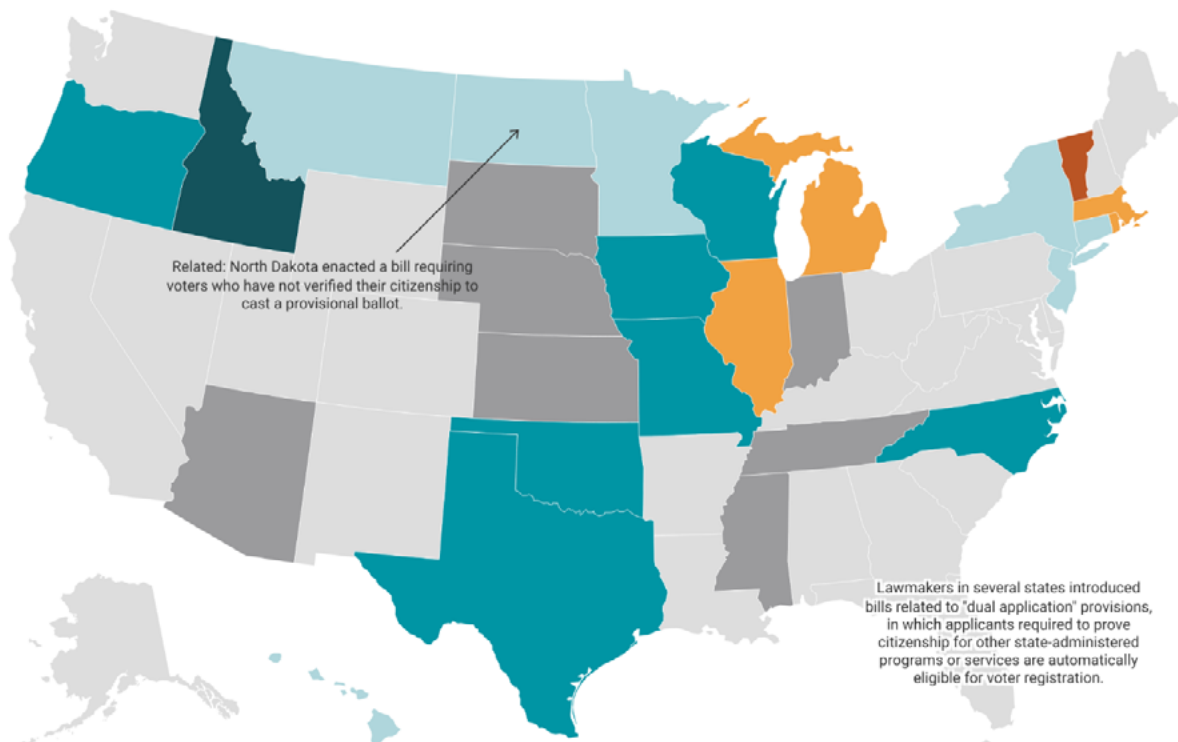 Related: North Dakota enacted a bill requiring
voters who have not verified their citizenship to
cast a provisional ballot.
Lawmakers in several states introduced
bills related to "dual application" provisions,
in which applicants required to prove
citizenship for other state-administered
programs or services are automatically
eligible for voter registration.